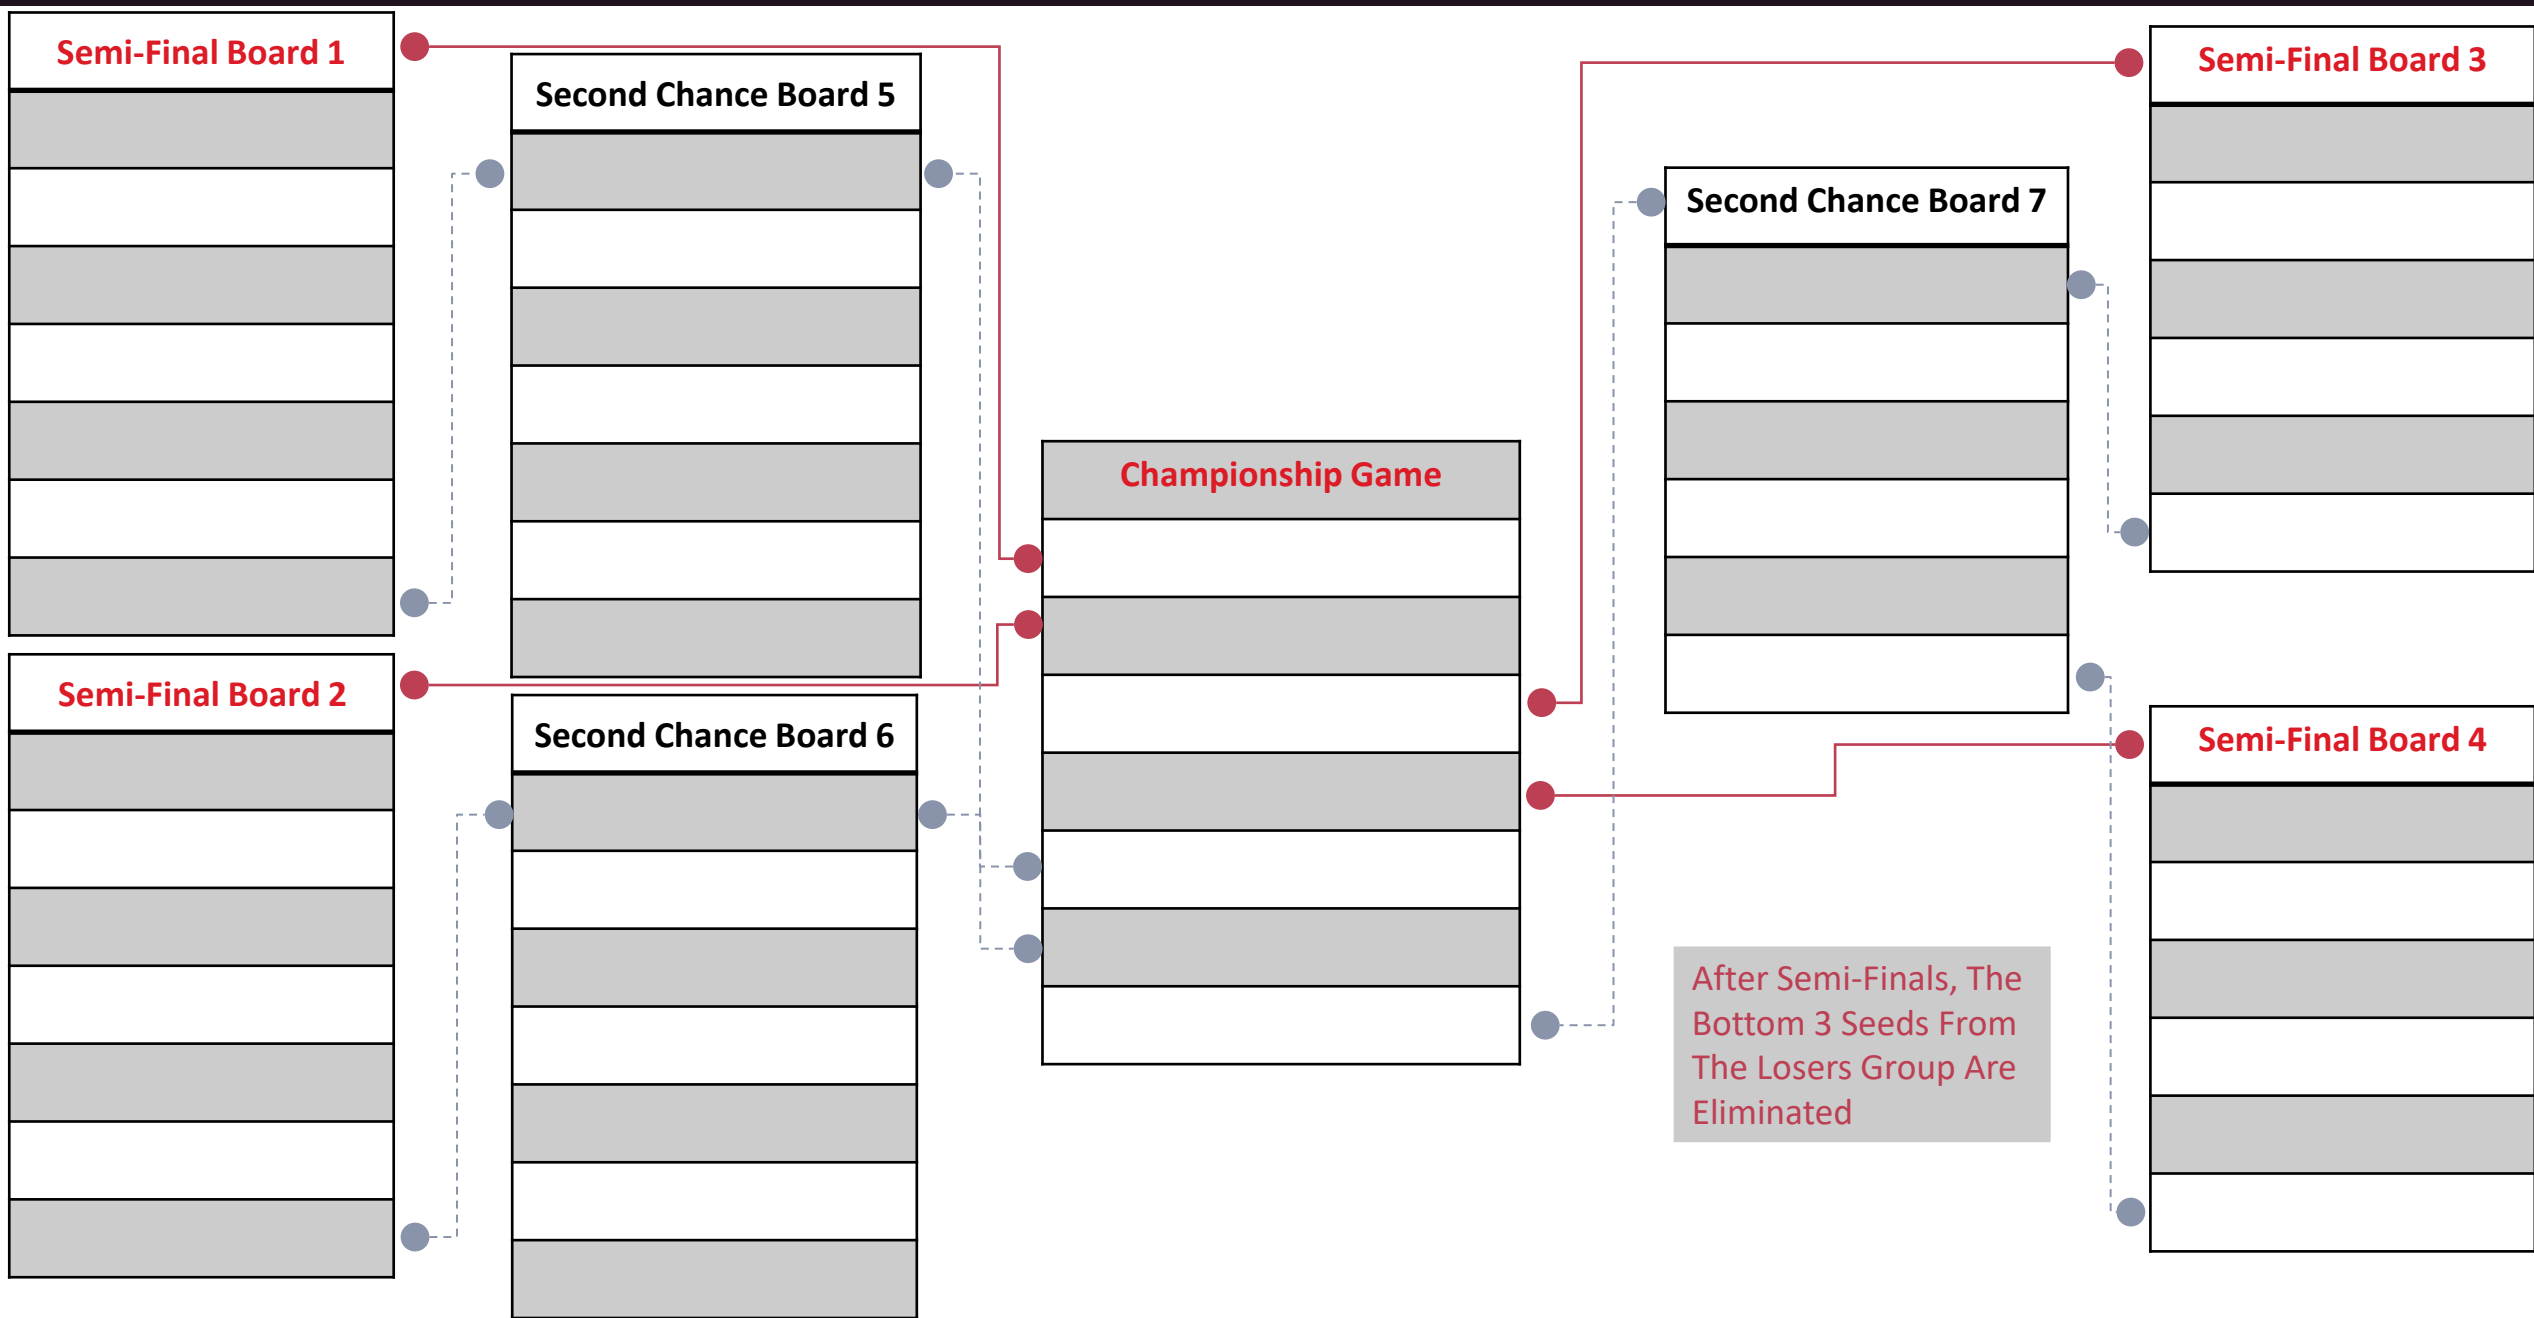 Semi-Final Board 1
Second Chance Board 5
Semi-Final Board 3
Second Chance Board 7
Championship Game
Semi-Final Board 2
Second Chance Board 6
Semi-Final Board 4
After Semi-Finals, The
Bottom 3 Seeds From
The Losers Group Are
Eliminated